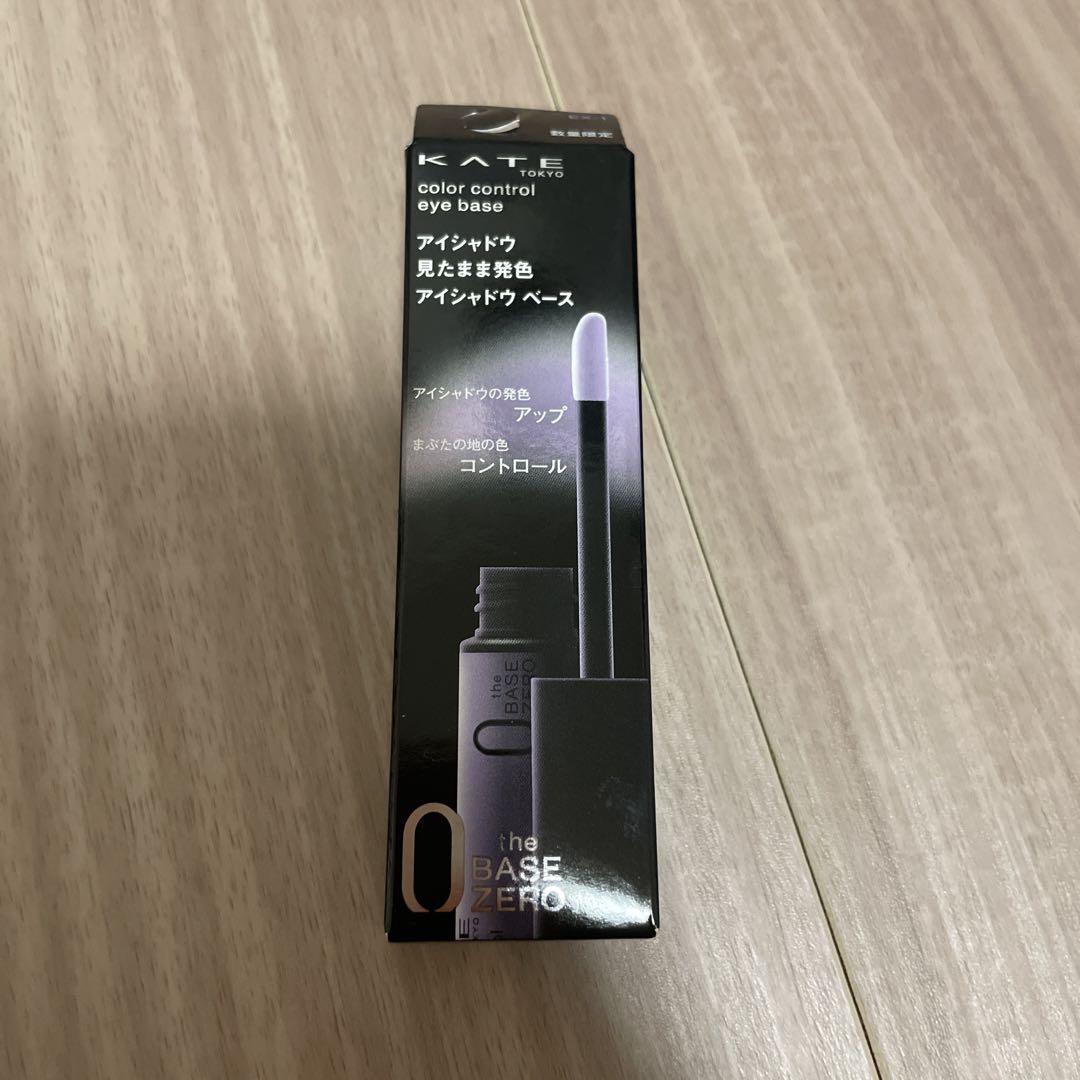 EX-1
数量限定
KATE
TOKYO
color control
eye base
アイシャドウ
見たまま発色
アイシャドウ ベース
アイシャドウの発色
アップ
まぶたの地の色
コントロール
the
BASE
ZERO
0
0
the
BASE
ZERO